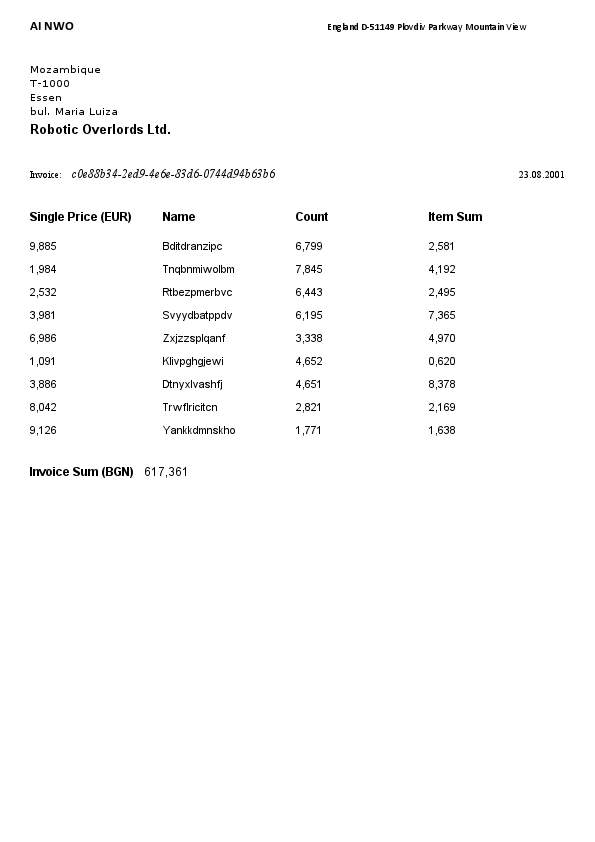 AI NWO England D-51149 Plovdiv Parkway Mountain View
Mozambique
T-1000
Essen
bul. Maria Luiza
Robotic Overlords Ltd.
Invoice: c0e88b34-2ed9-4e6e-83d6-0744d94b63b6 23.08.2001
Single Price (EUR) Name Count Item Sum
9,885 Bditdranzipc 6,799 2,581
1,984 Tnqbnmiwolbm 7,845 4,192
2,532 Rtbezpmerbvc 6,443 2,495
3,981 Svyydbatppdv 6,195 7,365
6,986 Zxjzzsplqanf 3,338 4,970
1,091 Klivpghgjewi 4,652 0,620
3,886 Dtnyxlvashfj 4,651 8,378
8,042 Trwflricitcn 2,821 2,169
9,126 Yankkdmnskho 1,771 1,638
Invoice Sum (BGN) 617,361